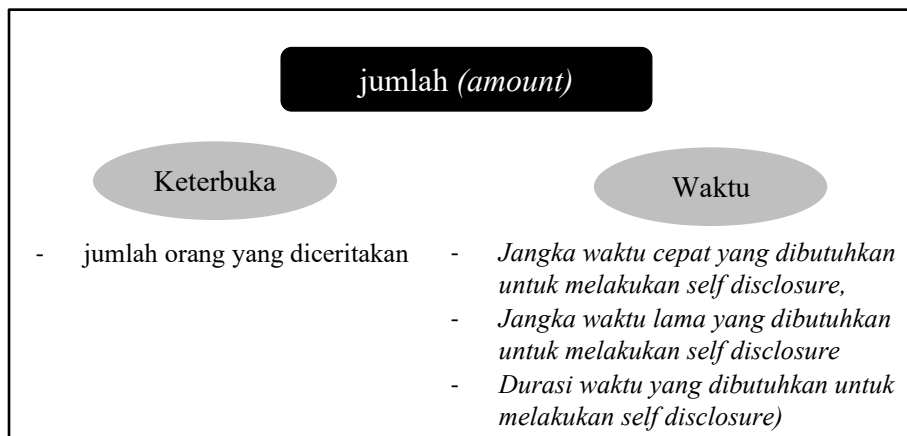 jumlah (amount)
Keterbuka
Waktu
- jumlah orang yang diceritakan
- Jangka waktu cepat yang dibutuhkan
untuk melakukan self disclosure,
- Jangka waktu lama yang dibutuhkan
untuk melakukan self disclosure
- Durasi waktu yang dibutuhkan untuk
melakukan self disclosure)